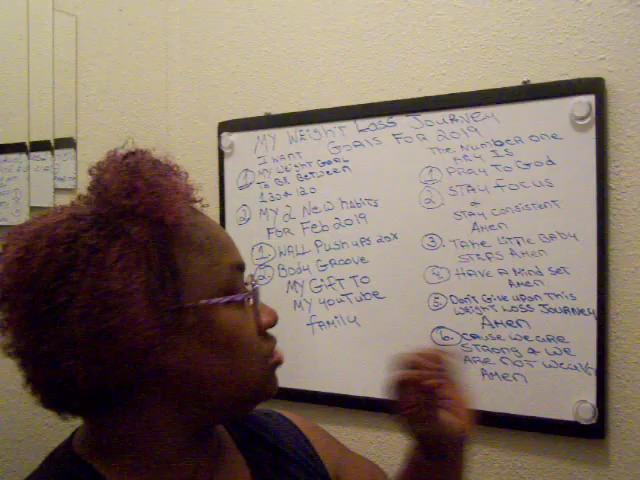 MY WEIGHT LOSS JOURNEY
GOALS FOR 2019
I WANT
① MY WEIGHT GOAL
TO BE BETWEEN
130 & 120
② MY 2 NEW HABITS
FOR FEB 2019
① WALL PUSH UPS 20X
② BODY GROOVE
MY GIFT TO
MY YOUTUBE
FAMILY
The NUMBER ONE
KEY IS
① PRAY TO GOD
② STAY FOCUS
&
STAY CONSISTENT
AMEN
③. TAKE LITTLE BABY
STEPS AMEN
④ HAVE A MIND SET
AMEN
⑤ DON'T GIVE UP ON THIS
WEIGHT LOSS JOURNEY
AMEN
⑥. CAUSE WE ARE
STRONG & WE
ARE NOT WEAK
AMEN